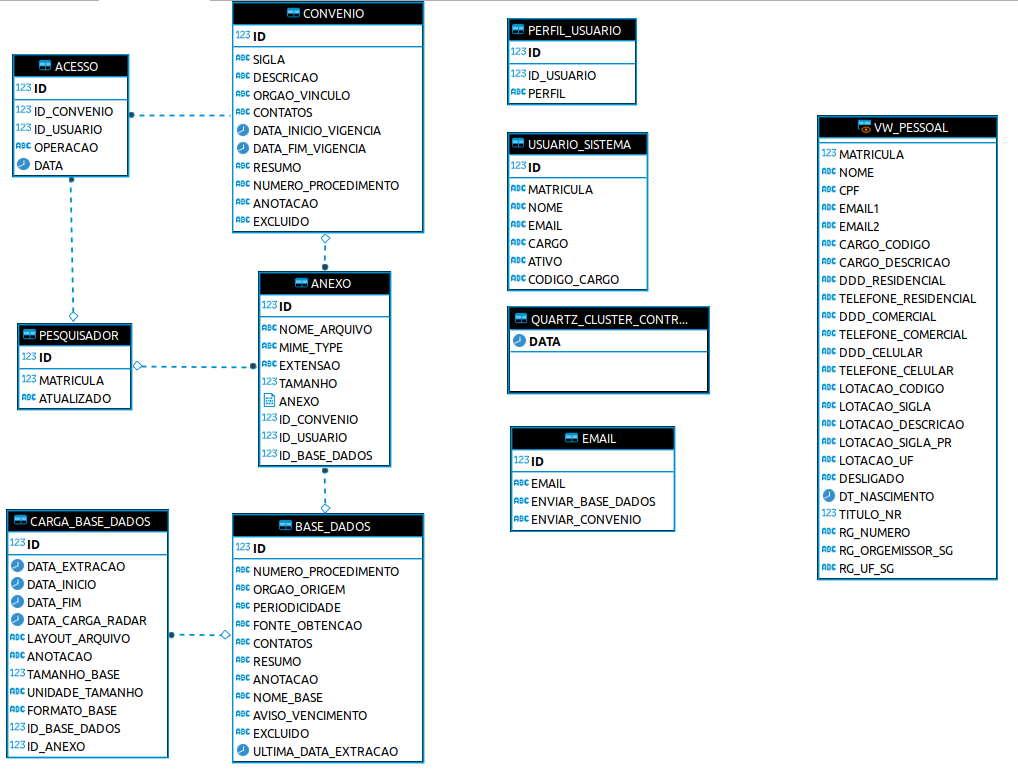 CONVENIO
123 ID
ABC SIGLA
ABC DESCRICAO
ABC ORGAO_VINCULO
ABC CONTATOS
DATA_INICIO_VIGENCIA
DATA_FIM_VIGENCIA
ABC RESUMO
ABC NUMERO_PROCEDIMENTO
ABC ANOTACAO
ABC EXCLUIDO
ACESSO
123 ID
123 ID_CONVENIO
123 ID_USUARIO
ABC OPERACAO
DATA
ANEXO
123 ID
ABC NOME_ARQUIVO
ABC MIME_TYPE
ABC EXTENSAO
123 TAMANHO
ANEXO
123 ID_CONVENIO
123 ID_USUARIO
123 ID_BASE_DADOS
PESQUISADOR
123 ID
123 MATRICULA
ABC ATUALIZADO
CARGA_BASE_DADOS
123 ID
DATA_EXTRACAO
DATA_INICIO
DATA_FIM
DATA_CARGA_RADAR
ABC LAYOUT_ARQUIVO
ABC ANOTACAO
123 TAMANHO_BASE
ABC UNIDADE_TAMANHO
ABC FORMATO_BASE
123 ID_BASE_DADOS
123 ID_ANEXO
BASE_DADOS
123 ID
ABC NUMERO_PROCEDIMENTO
ABC ORGAO_ORIGEM
ABC PERIODICIDADE
ABC FONTE_OBTENCAO
ABC CONTATOS
ABC RESUMO
ABC ANOTACAO
ABC NOME_BASE
ABC AVISO_VENCIMENTO
ABC EXCLUIDO
ULTIMA_DATA_EXTRACAO
PERFIL_USUARIO
123 ID
123 ID_USUARIO
ABC PERFIL
USUARIO_SISTEMA
123 ID
ABC MATRICULA
ABC NOME
ABC EMAIL
ABC CARGO
ABC ATIVO
ABC CODIGO_CARGO
QUARTZ_CLUSTER_CONTR...
DATA
EMAIL
123 ID
ABC EMAIL
ABC ENVIAR_BASE_DADOS
ABC ENVIAR_CONVENIO
VW_PESSOAL
123 MATRICULA
ABC NOME
ABC CPF
ABC EMAIL1
ABC EMAIL2
ABC CARGO_CODIGO
ABC CARGO_DESCRICAO
ABC DDD_RESIDENCIAL
ABC TELEFONE_RESIDENCIAL
ABC DDD_COMERCIAL
ABC TELEFONE_COMERCIAL
ABC DDD_CELULAR
ABC TELEFONE_CELULAR
ABC LOTACAO_CODIGO
ABC LOTACAO_SIGLA
ABC LOTACAO_DESCRICAO
ABC LOTACAO_SIGLA_PR
ABC LOTACAO_UF
ABC DESLIGADO
DT_NASCIMENTO
123 TITULO_NR
ABC RG_NUMERO
ABC RG_ORGEMISSOR_SG
ABC RG_UF_SG